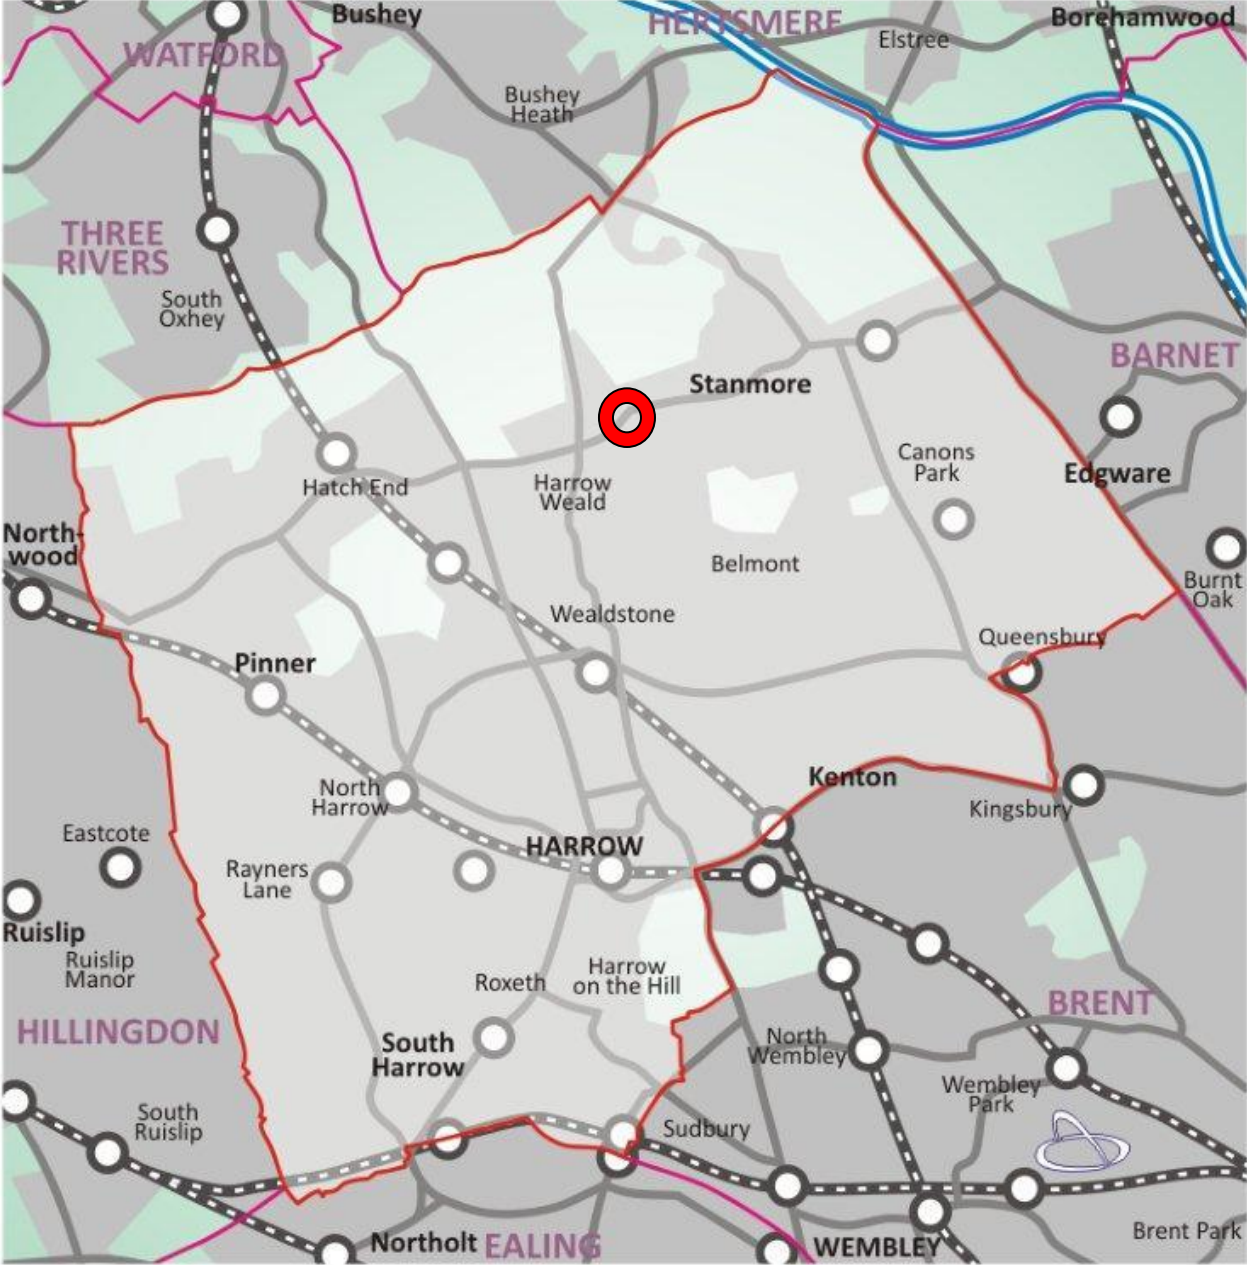 Bushey
HERTSMERE
Borehamwood
Elstree
WATFORD
Bushey
Heath
THREE
RIVERS
South
Oxhey
BARNET
Stanmore
Canons
Park
Edgware
Hatch End
Harrow
Weald
North-
wood
Belmont
Burnt
Oak
Wealdstone
Queensbury
Pinner
Kenton
North
Harrow
Kingsbury
Eastcote
HARROW
Rayners
Lane
Ruislip
Ruislip
Manor
Roxeth
Harrow
on the Hill
BRENT
HILLINGDON
South
Harrow
North
Wembley
Wembley
Park
South
Ruislip
Sudbury
Brent Park
Northolt
EALING
WEMBLEY